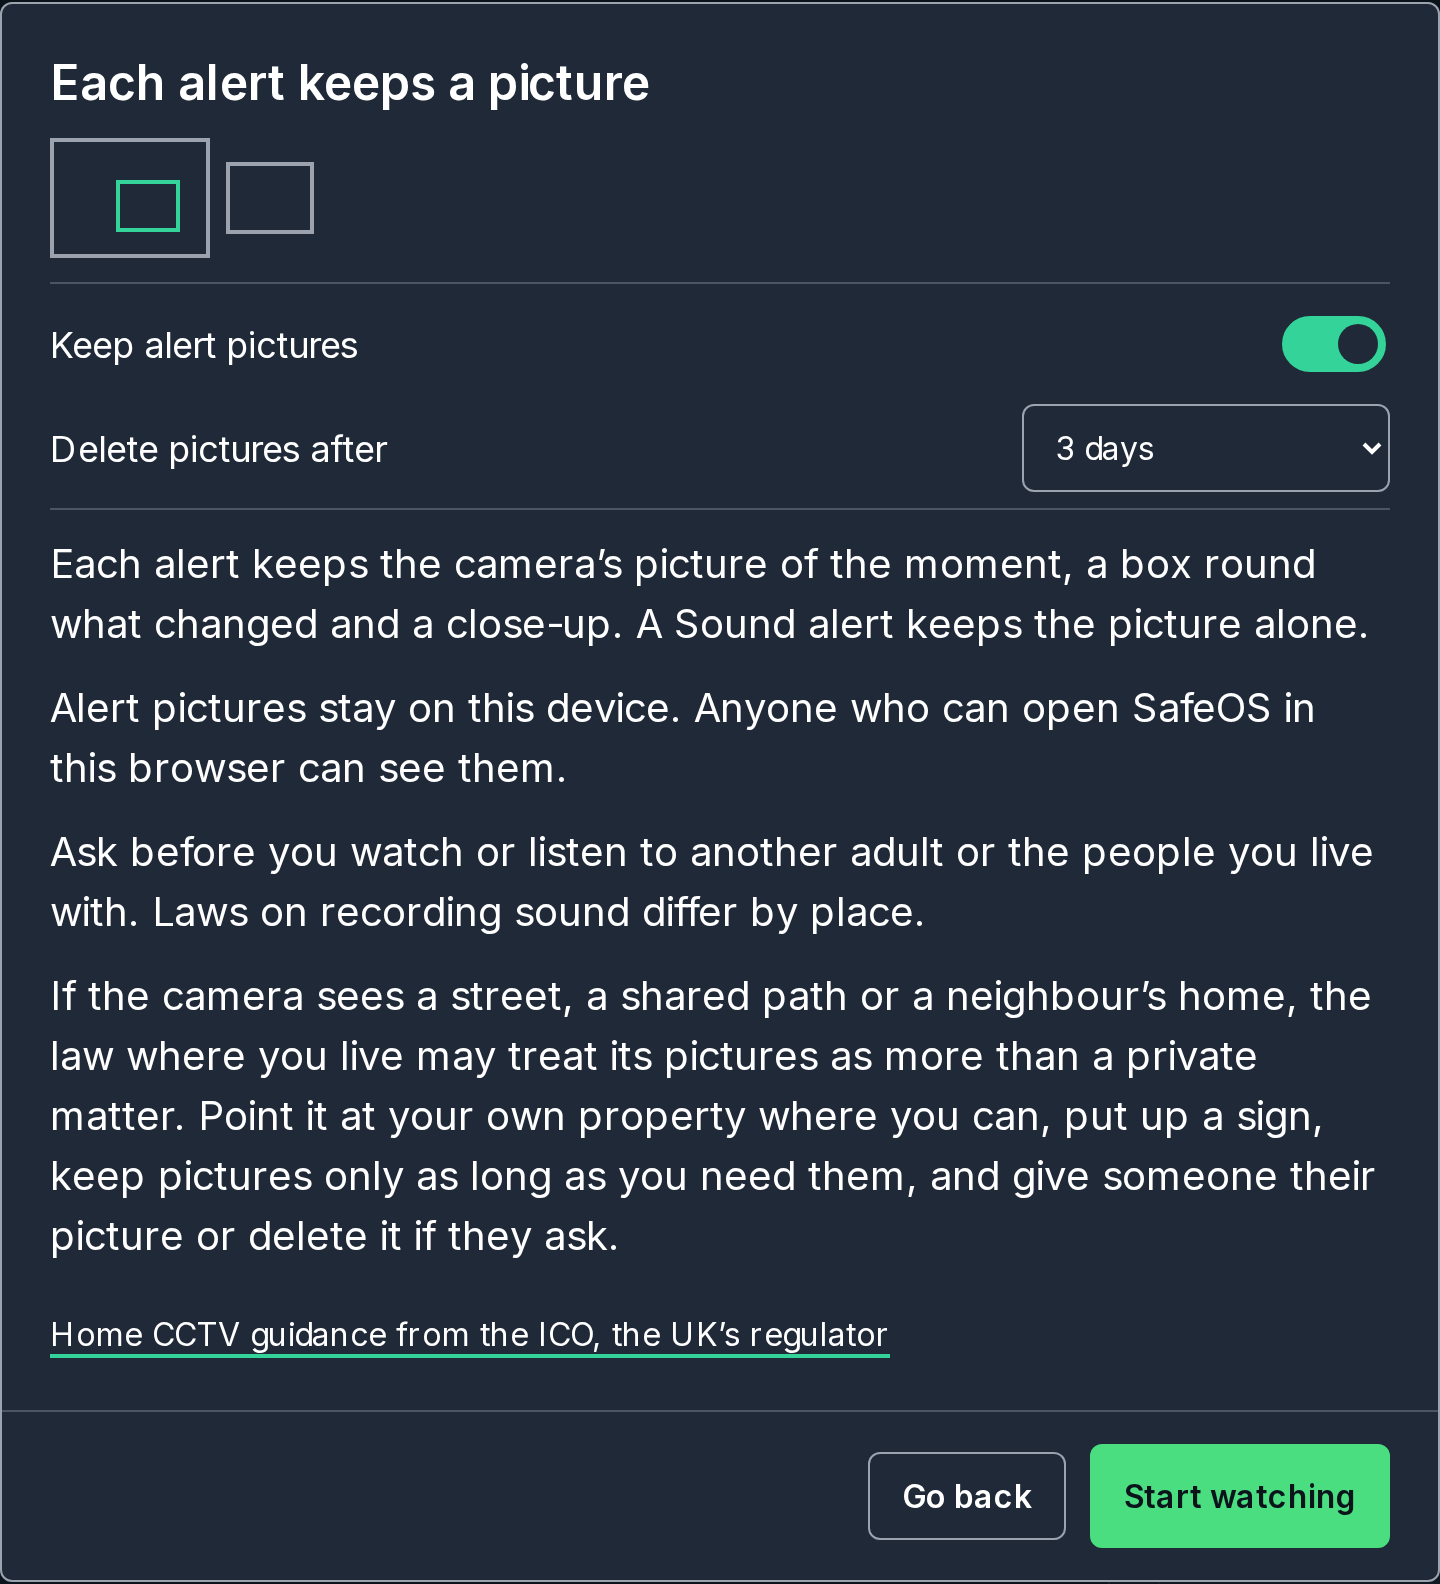 Each alert keeps a picture
Keep alert pictures
Delete pictures after
3 days
Each alert keeps the camera’s picture of the moment, a box round
what changed and a close-up. A Sound alert keeps the picture alone.
Alert pictures stay on this device. Anyone who can open SafeOS in
this browser can see them.
Ask before you watch or listen to another adult or the people you live
with. Laws on recording sound differ by place.
If the camera sees a street, a shared path or a neighbour’s home, the
law where you live may treat its pictures as more than a private
matter. Point it at your own property where you can, put up a sign,
keep pictures only as long as you need them, and give someone their
picture or delete it if they ask.
Home CCTV guidance from the ICO, the UK’s regulator
Go back
Start watching